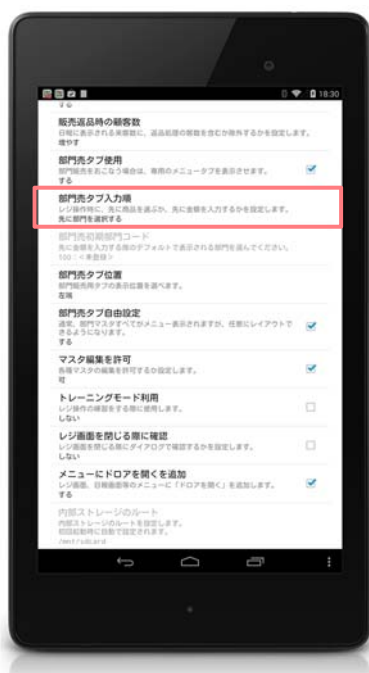 18:30
する
販売返品時の顧客数
日報に表示される来客数に、返品処理の客数を含むか除外するかを設定します。
増やす
部門売タブ使用
部門販売をおこなう場合は、専用のメニュータブを表示させます。
する
部門売タブ入力順
レジ操作時に、先に商品を選ぶか、先に金額を入力するかを設定します。
先に部門を選択する
部門売初期部門コード
先に金額を入力する際のデフォルトで表示される部門を選んでください。
100：＜未登録＞
部門売タブ位置
部門販売用タブの表示位置を選べます。
左端
部門売タブ自由設定
通常、部門マスタすべてがメニュー表示されますが、任意にレイアウトで
きるようになります。
する
マスタ編集を許可
各種マスタの編集を許可するか設定します。
可
トレーニングモード利用
レジ操作の練習をする際に使用します。
しない
レジ画面を閉じる際に確認
レジ画面を閉じる際にダイアログで確認するかを設定します。
しない
メニューにドロアを開くを追加
レジ画面、日報画面等のメニューに「ドロアを開く」を追加します。
する
内部ストレージのルート
内部ストレージのルートを設定します。
初回起動時に自動で設定されます。
/mnt/sdcard